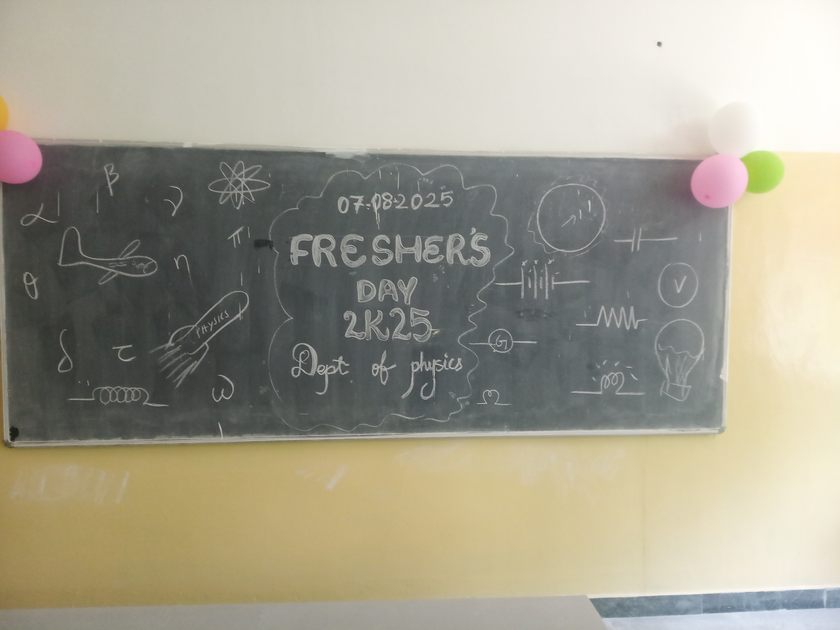 07.08.2025
FRESHER'S
DAY
2K25
Dept. of physics
α
β
ν
π
θ
η
PHYSICS
δ
τ
ω
G
V